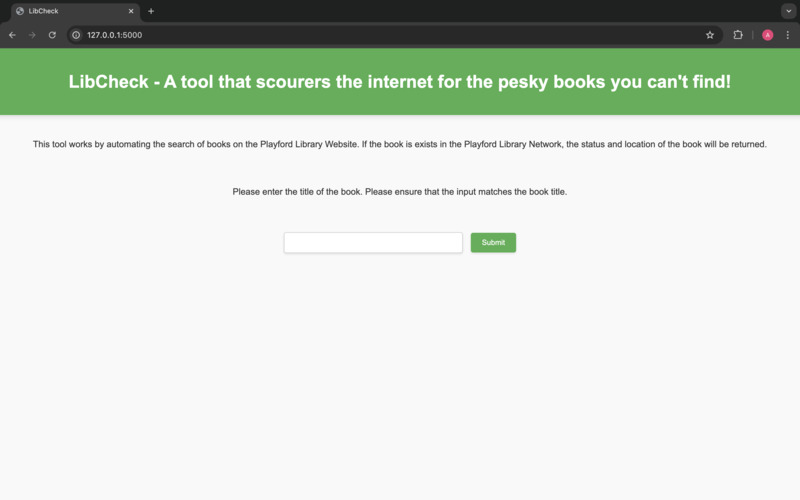 LibCheck
127.0.0.1:5000
A
LibCheck - A tool that scourers the internet for the pesky books you can't find!
This tool works by automating the search of books on the Playford Library Website. If the book is exists in the Playford Library Network, the status and location of the book will be returned.
Please enter the title of the book. Please ensure that the input matches the book title.
Submit